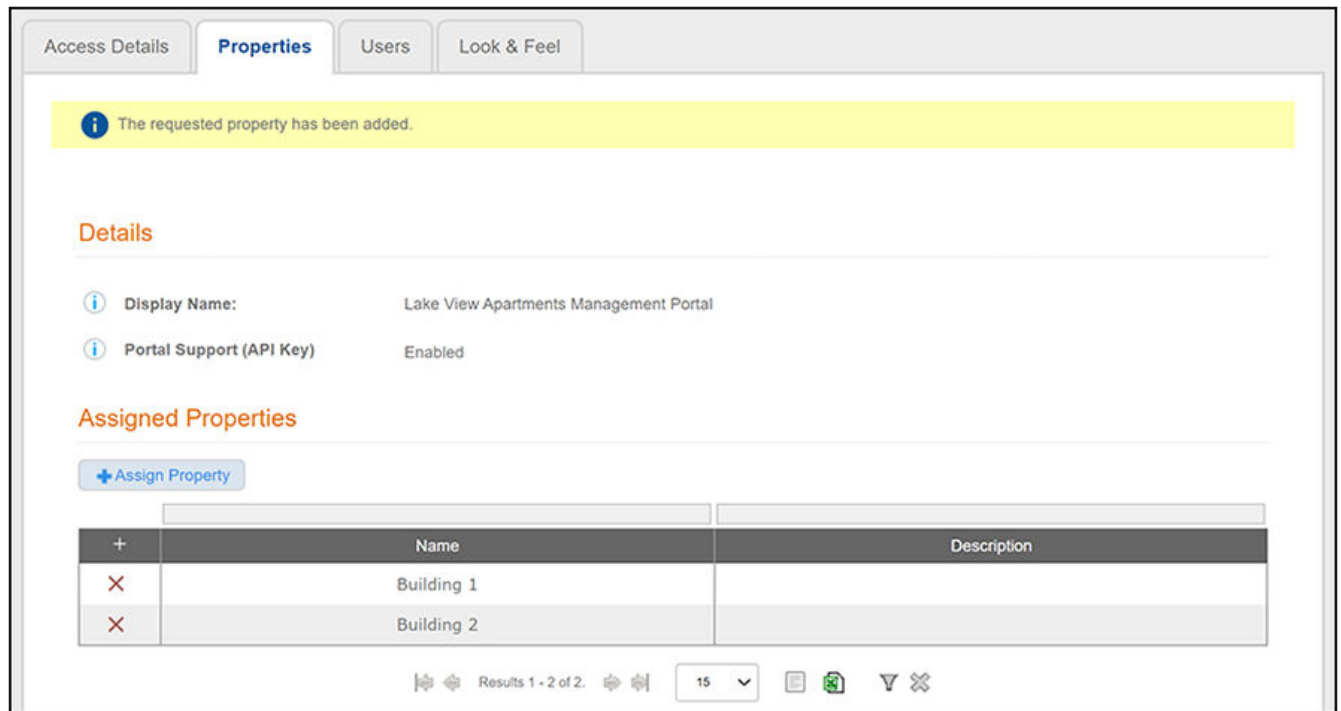 Access Details Properties Users Look & Feel
The requested property has been added.
Details
Display Name: Lake View Apartments Management Portal
Portal Support (API Key) Enabled
Assigned Properties
+ Assign Property
+ Name Description
Building 1
Building 2
Results 1 - 2 of 2. 15